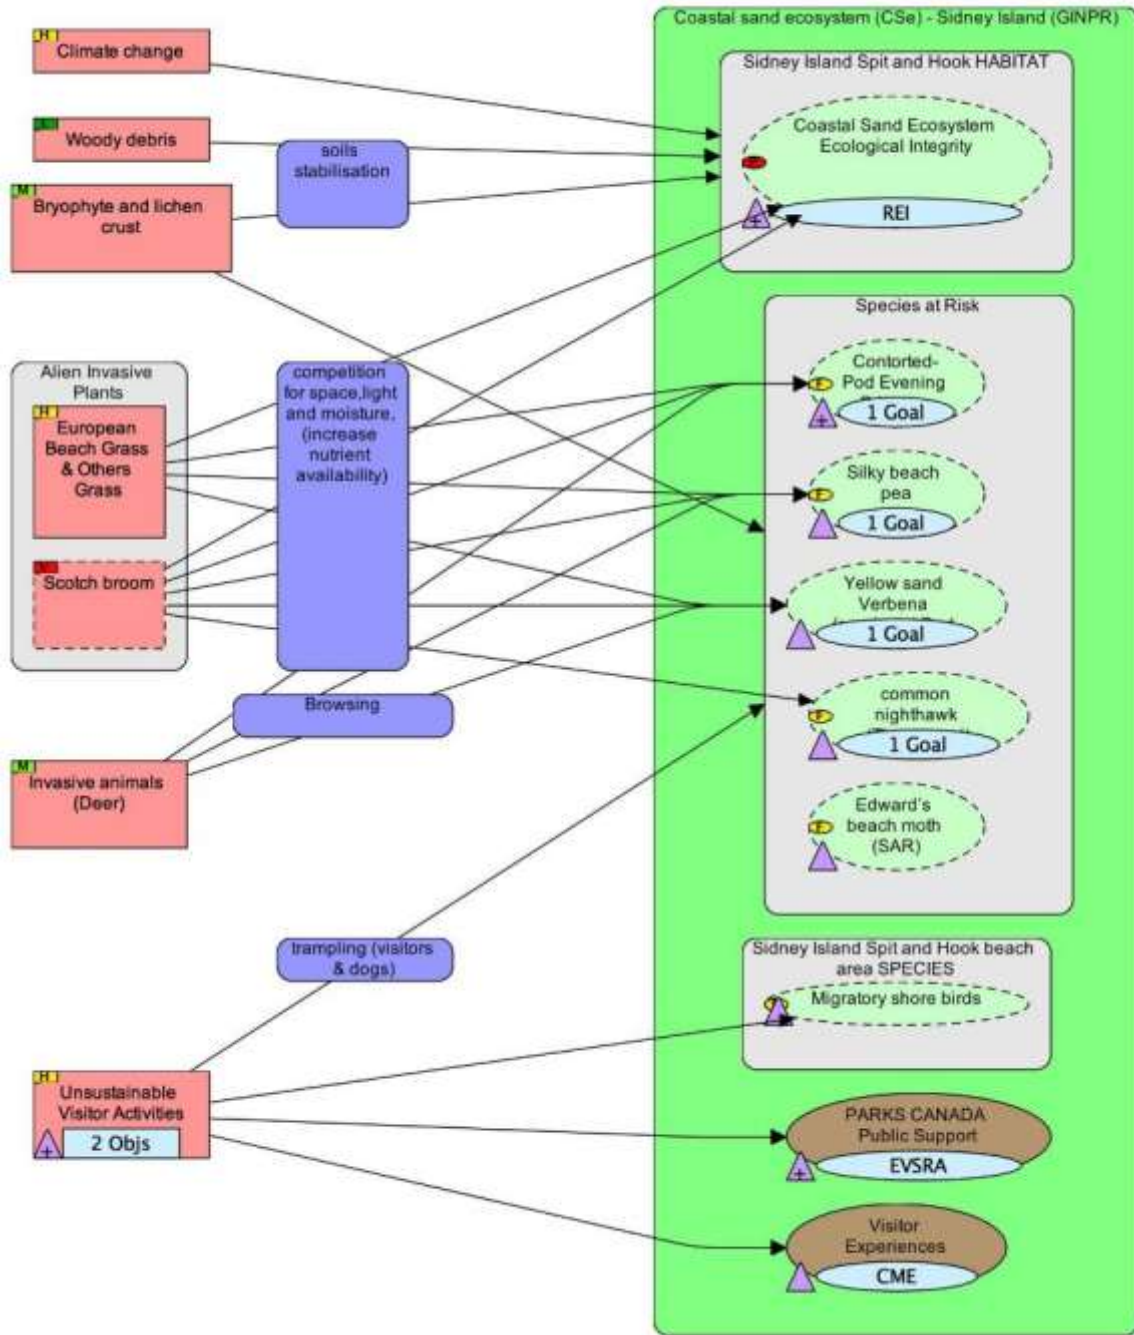 Coastal sand ecosystem (CSe) - Sidney Island (GINPR)
H
Climate change
Sidney Island Spit and Hook HABITAT
Coastal Sand Ecosystem
Ecological Integrity
REI
L
Woody debris
soils
stabilisation
M
Bryophyte and lichen
crust
Species at Risk
Contorted-
Pod Evening
F
1 Goal
Alien Invasive
Plants
H
European
Beach Grass
& Others
Grass
competition
for space,light
and moisture,
(increase
nutrient
availability)
Silky beach
pea
F
1 Goal
Scotch broom
Yellow sand
Verbena
1 Goal
Browsing
common
nighthawk
F
1 Goal
M
Invasive animals
(Deer)
Edward's
beach moth
(SAR)
F
trampling (visitors
& dogs)
Sidney Island Spit and Hook beach
area SPECIES
Migratory shore birds
H
Unsustainable
Visitor Activities
2 Objs
PARKS CANADA
Public Support
EVSRA
Visitor
Experiences
CME